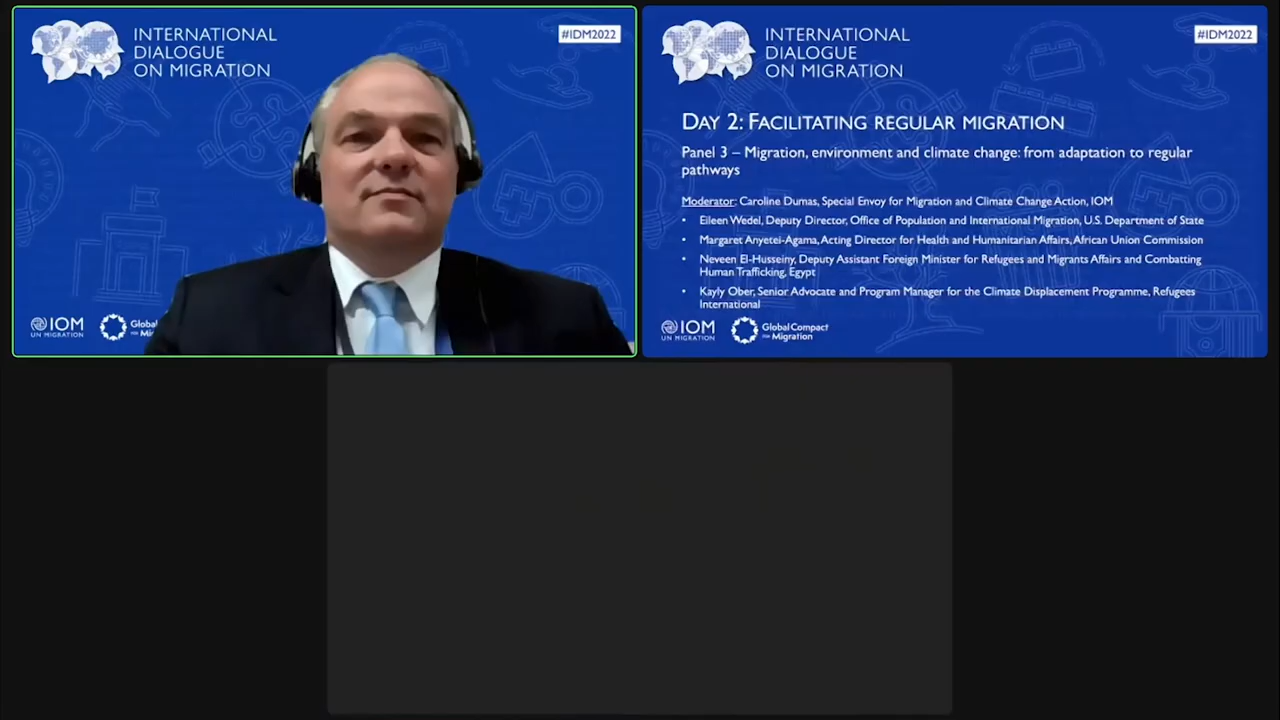 INTERNATIONAL
DIALOGUE
ON MIGRATION
#IDM2022
IOM
UN MIGRATION
Global
INTERNATIONAL
DIALOGUE
ON MIGRATION
#IDM2022
DAY 2: FACILITATING REGULAR MIGRATION
Panel 3 – Migration, environment and climate change: from adaptation to regular
pathways
Moderator: Caroline Dumas, Special Envoy for Migration and Climate Change Action, IOM
• Eileen Wedel, Deputy Director, Office of Population and International Migration, U.S. Department of State
• Margaret Anyetei-Agama, Acting Director for Health and Humanitarian Affairs, African Union Commission
• Neveen El-Husseiny, Deputy Assistant Foreign Minister for Refugees and Migrants Affairs and Combatting
Human Trafficking, Egypt
• Kayly Ober, Senior Advocate and Program Manager for the Climate Displacement Programme, Refugees
International
IOM
UN MIGRATION
Global Compact
for Migration